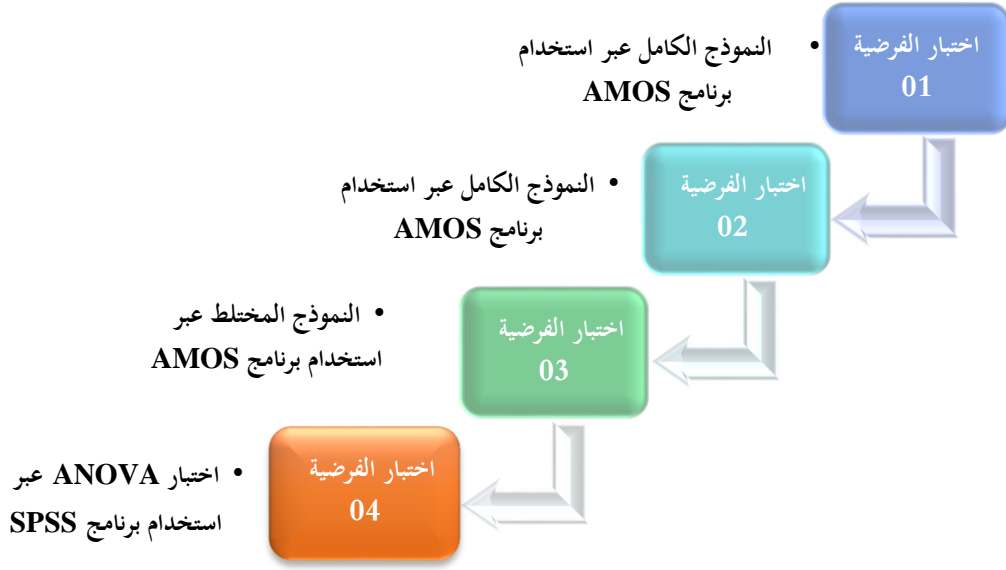 اختبار الفرضية
01
• النموذج الكامل عبر استخدام
برنامج AMOS
اختبار الفرضية
02
• النموذج الكامل عبر استخدام
برنامج AMOS
اختبار الفرضية
03
• النموذج المختلط عبر
استخدام برنامج AMOS
اختبار الفرضية
04
• اختبار ANOVA عبر
استخدام برنامج SPSS